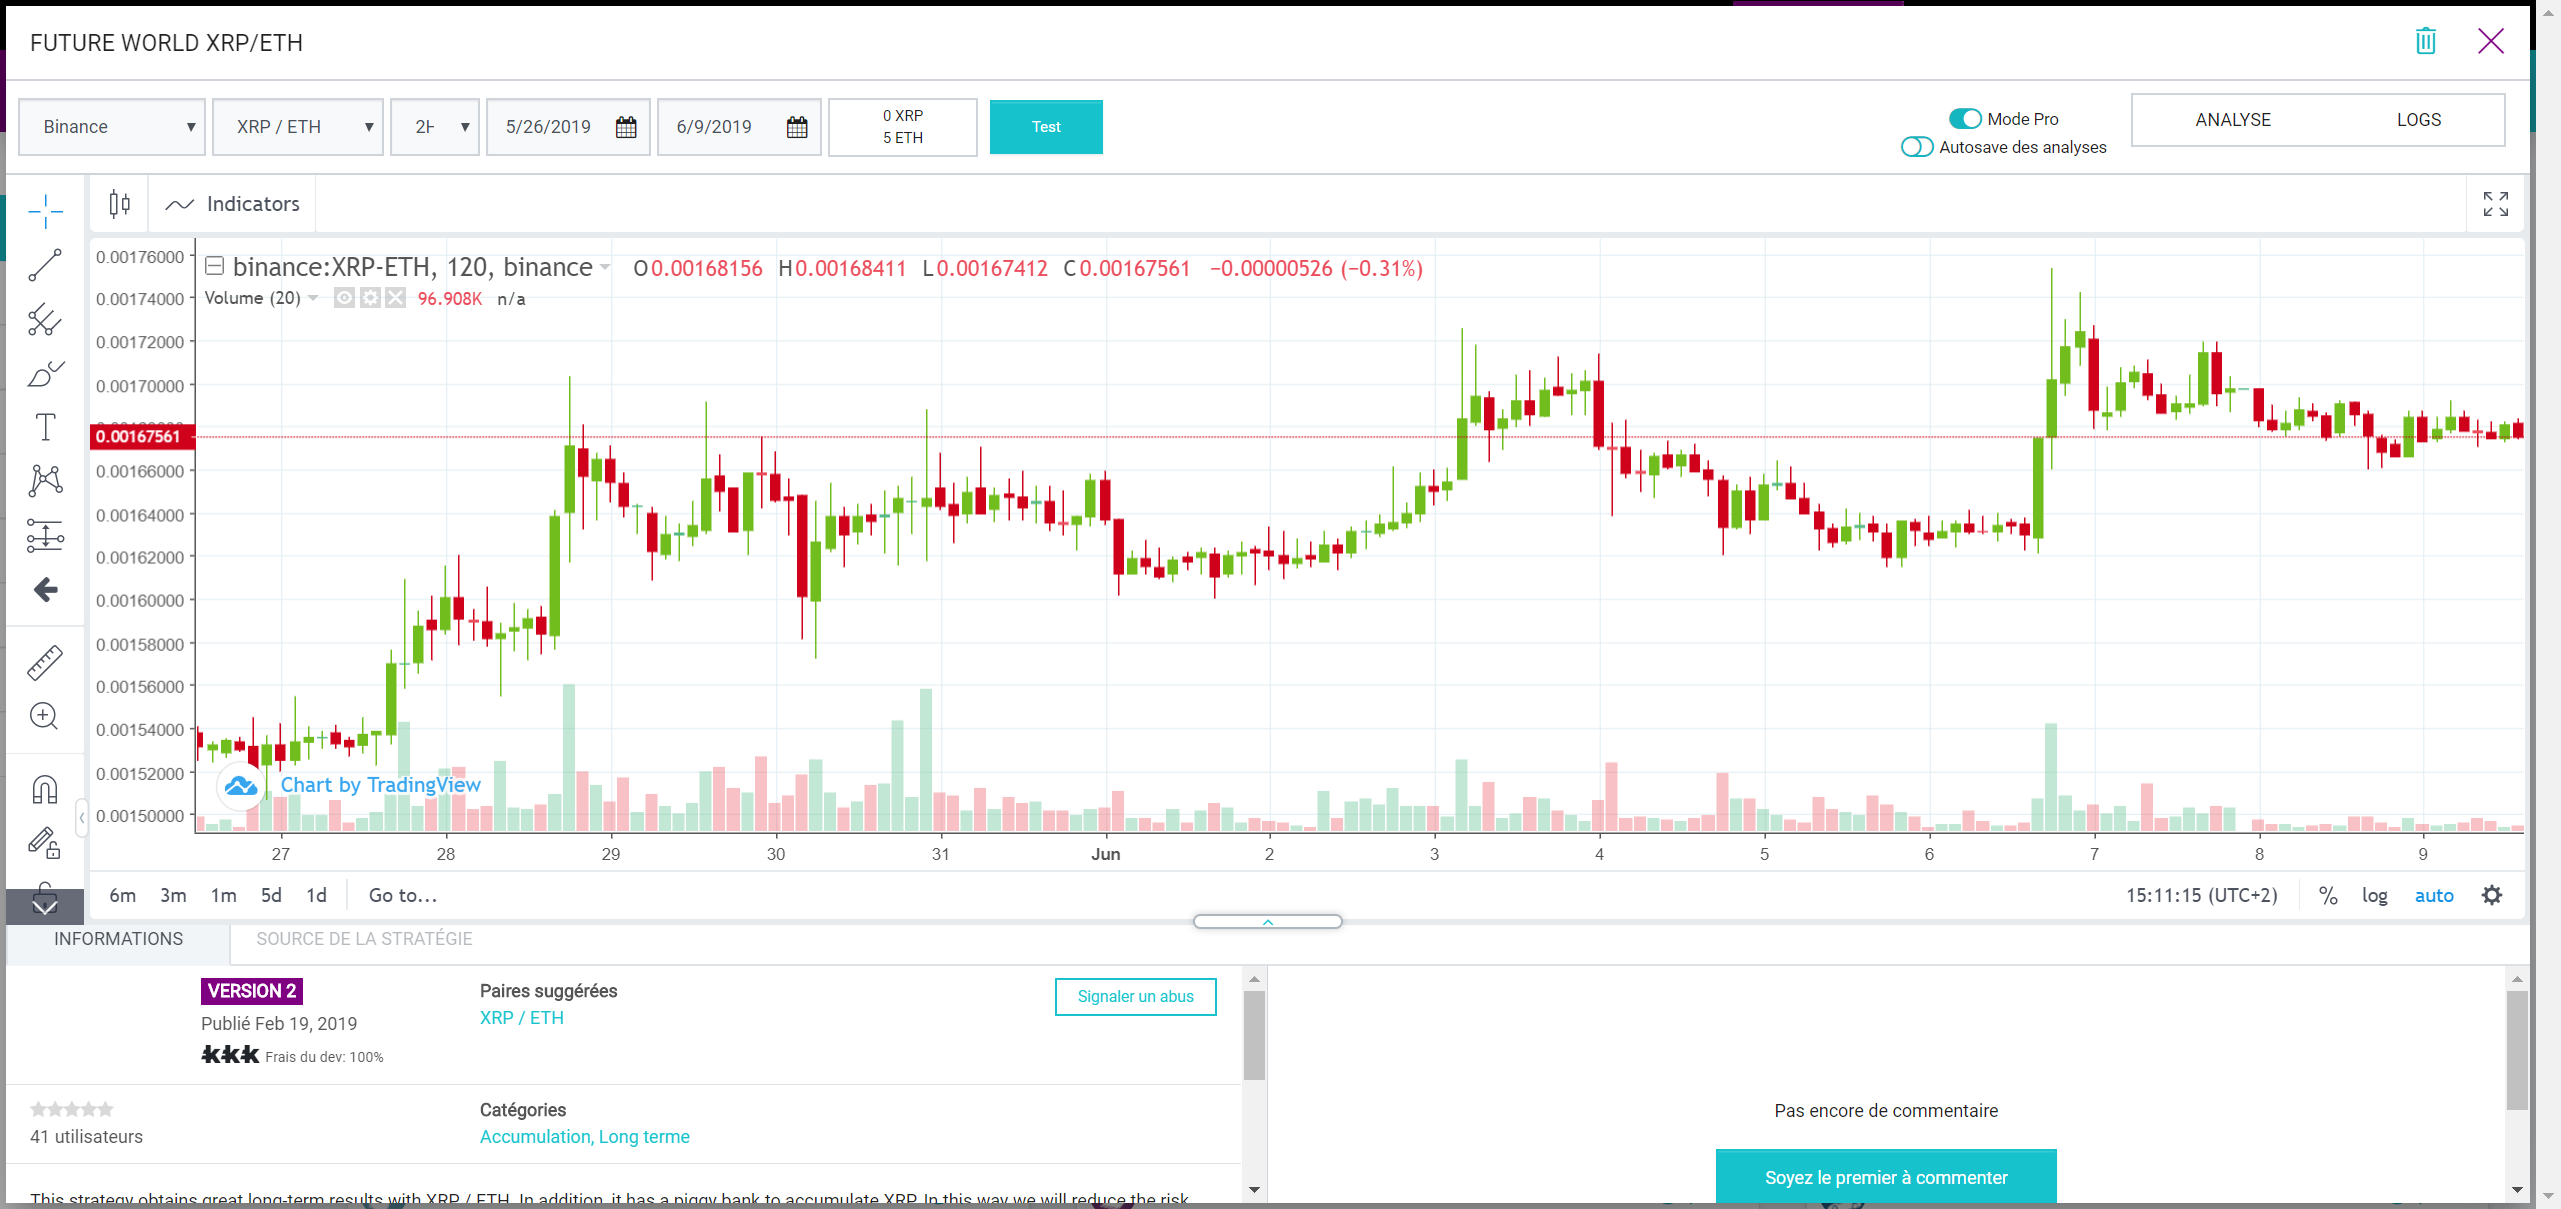 FUTURE WORLD XRP/ETH
Binance
XRP / ETH
2H
5/26/2019
6/9/2019
0 XRP
5 ETH
Test
Mode Pro
Autosave des analyses
ANALYSE
LOGS
Indicators
binance:XRP-ETH, 120, binance O0.00168156 H0.00168411 L0.00167412 C0.00167561 −0.00000526 (−0.31%)
Volume (20) 96.908K n/a
0.00176000
0.00174000
0.00172000
0.00170000
0.00167561
0.00166000
0.00164000
0.00162000
0.00160000
0.00158000
0.00156000
0.00154000
0.00152000
0.00150000
Chart by TradingView
27 28 29 30 31 Jun 2 3 4 5 6 7 8 9
6m 3m 1m 5d 1d Go to...
15:11:15 (UTC+2) % log auto
INFORMATIONS
SOURCE DE LA STRATÉGIE
VERSION 2
Publié Feb 19, 2019
Frais du dev: 100%
Paires suggérées
XRP / ETH
Signaler un abus
41 utilisateurs
Catégories
Accumulation, Long terme
This strategy obtains great long-term results with XRP / ETH. In addition, it has a piggy bank to accumulate XRP. In this way we will reduce the risk
Pas encore de commentaire
Soyez le premier à commenter